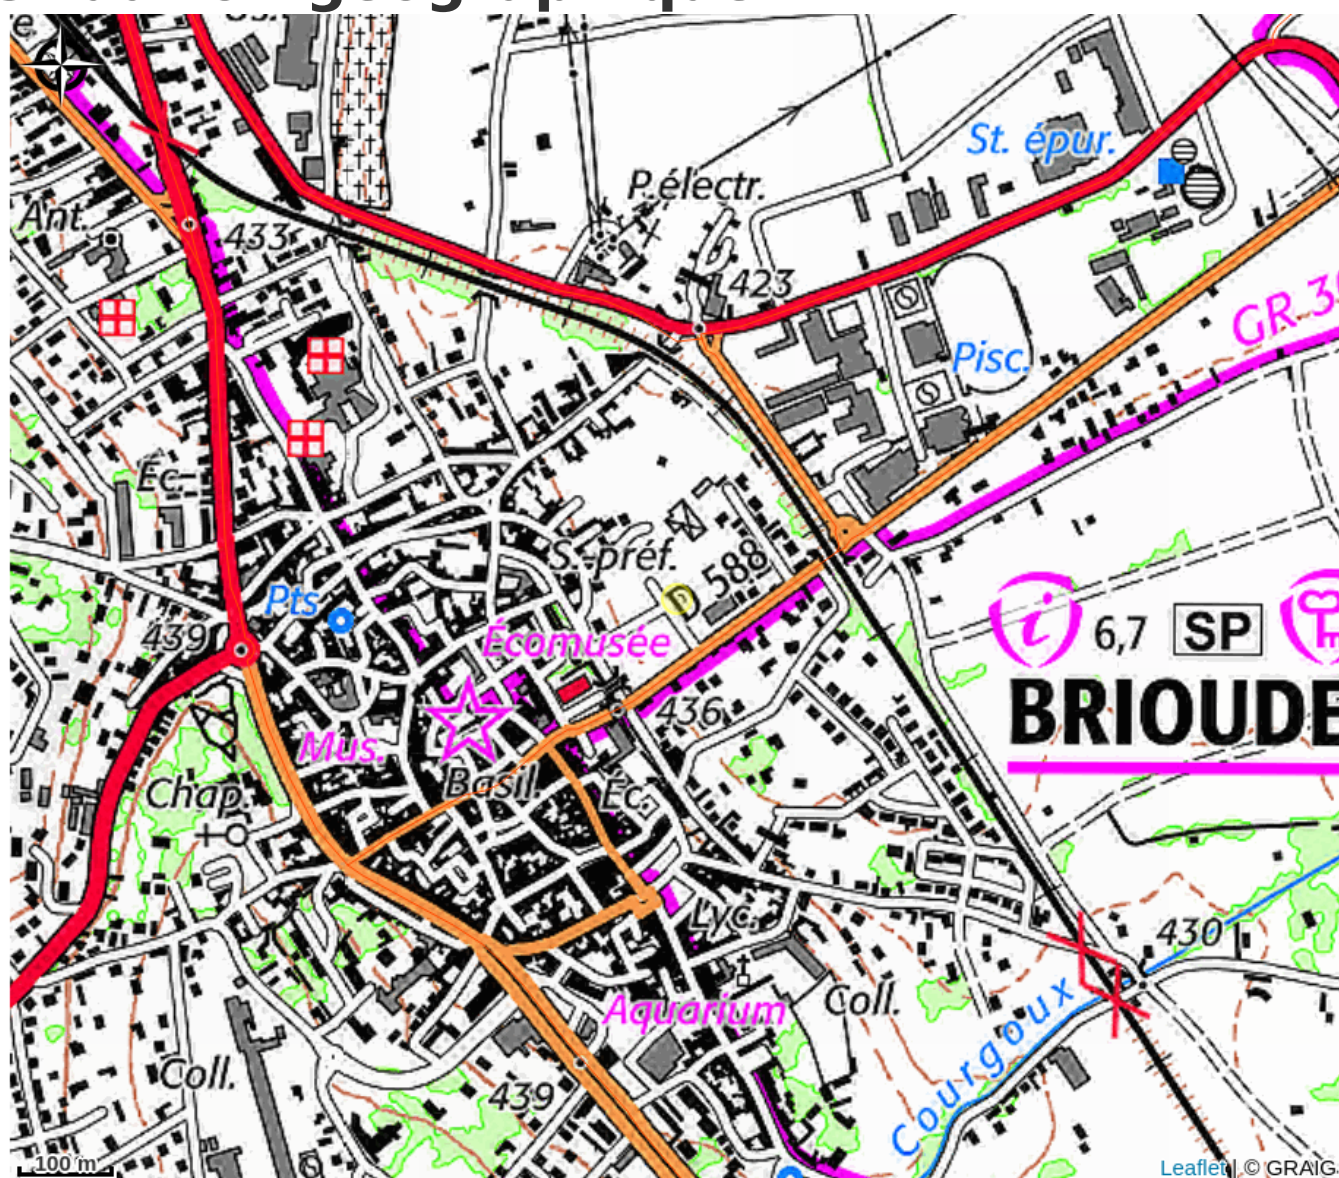 433
Ant.
P.électr.
St. épur.
423
Pisc.
GR 3
Éc.
S.-préf.
588
Pts
439
Écomusée
436
6,7 SP
BRIOUDE
Mus.
Basil.
Éc.
Chap.
Lyc.
430
Coll.
Aquarium
Courgoux
Coll.
439
100 m
Leaflet | © GRAIG